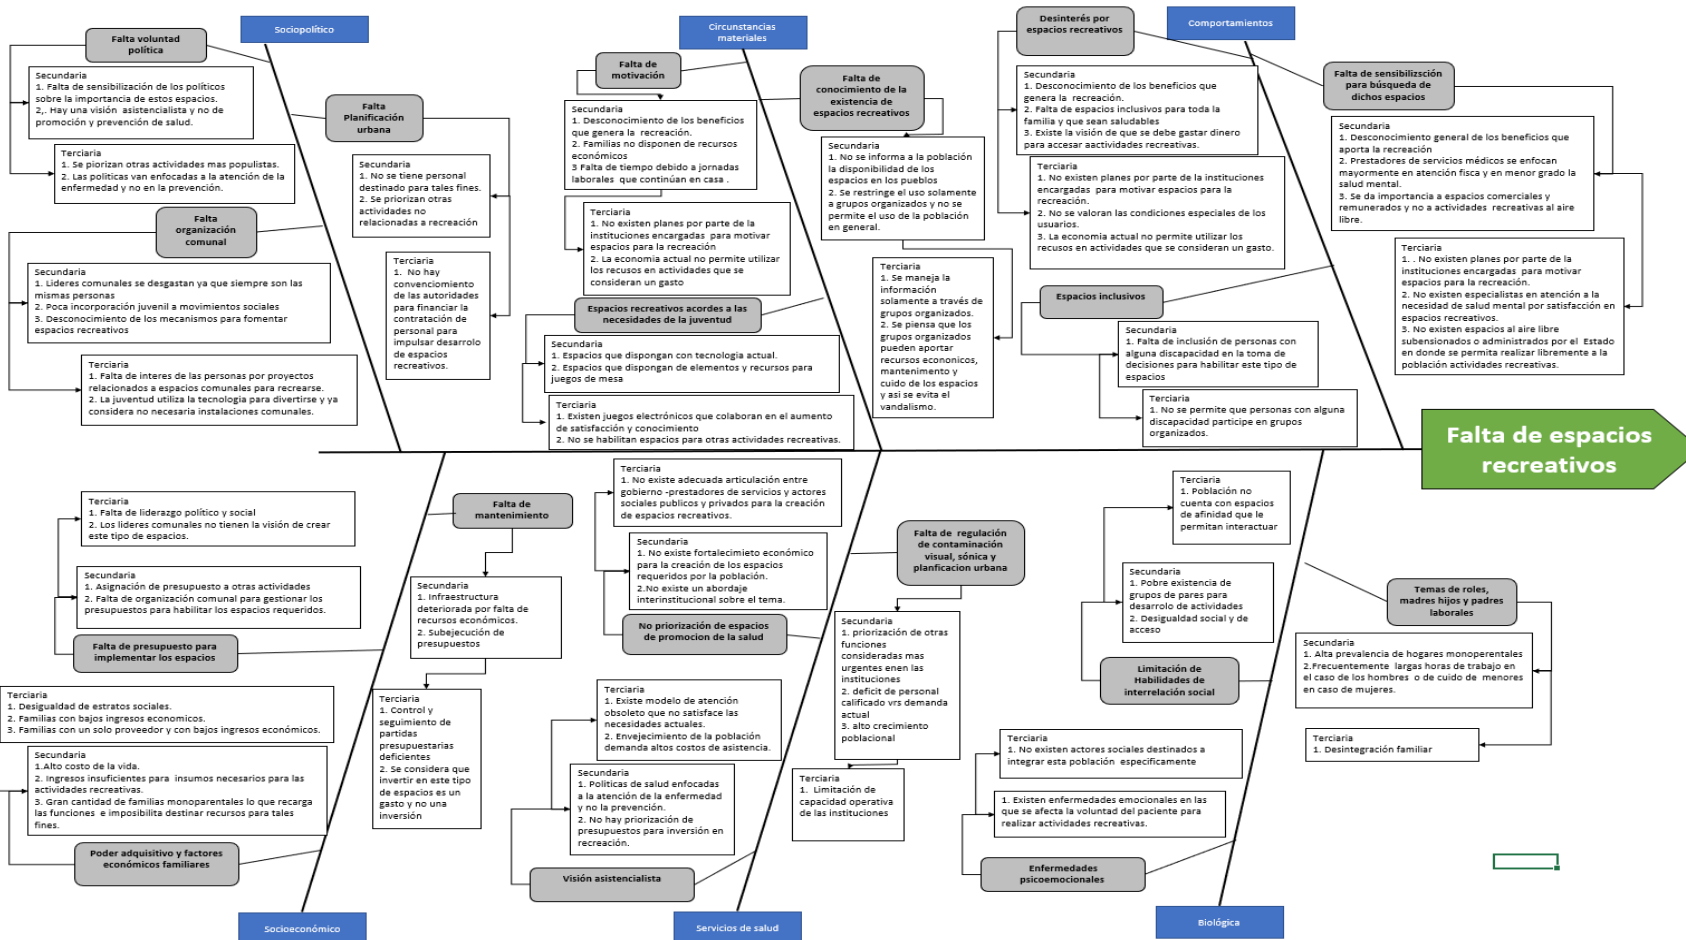 Sociopolítico
Falta voluntad
política
Secundaria
1. Falta de sensibilización de los políticos
sobre la importancia de estos espacios.
2,. Hay una visión asistencialista y no de
promoción y prevención de salud.
Terciaria
1. Se piorizan otras actividades mas populistas.
2. Las politicas van enfocadas a la atención de la
enfermedad y no en la prevención.
Falta
Planificación
urbana
Secundaria
1. No se tiene personal
destinado para tales fines.
2. Se priorizan otras
actividades no
relacionadas a recreación
Terciaria
1. No hay
convenciomiento
de las autoridades
para financiar la
contratación de
personal para
impulsar desarrolo
de espacios
recreativos.
Falta
organización
comunal
Secundaria
1. Lideres comunales se desgastan ya que siempre son las
mismas personas
2. Poca incorporación juvenil a movimientos sociales
3. Desconocimiento de los mecanismos para fomentar
espacios recreativos
Terciaria
1. Falta de interes de las personas por proyectos
relacionados a espacios comunales para recrearse.
2. La juventud utiliza la tecnologia para divertirse y ya
considera no necesaria instalaciones comunales.
Circunstancias
materiales
Falta de
motivación
Secundaria
1. Desconocimiento de los beneficios
que genera la recreación.
2. Familias no disponen de recursos
económicos
3 Falta de tiempo debido a jornadas
laborales que continúan en casa .
Terciaria
1. No existen planes por parte de la
instituciones encargadas para motivar
espacios para la recreación
2. La economia actual no permite utilizar
los recusos en actividades que se
consideran un gasto
Falta de
conocimiento de la
existencia de
espacios recreativos
Secundaria
1. No se informa a la población
la disponibilidad de los
espacios en los pueblos
2. Se restringe el uso solamente
a grupos organizados y no se
permite el uso de la población
en general.
Terciaria
1. Se maneja la
información
solamente a través de
grupos organizados.
2. Se piensa que los
grupos organizados
pueden aportar
recursos econonicos,
mantenimento y
cuido de los espacios
y asi se evita el
vandalismo.
Espacios recreativos acordes a las
necesidades de la juventud
Secundaria
1. Espacios que dispongan con tecnologia actual.
2. Espacios que dispongan de elementos y recursos para
juegos de mesa
Terciaria
1. Existen juegos electrónicos que colaboran en el aumento
de satisfacción y conocimiento
2. No se habilitan espacios para otras actividades recreativas.
Comportamientos
Desinterés por
espacios recreativos
Secundaria
1. Desconocimiento de los beneficios que
genera la recreación.
2. Falta de espacios inclusivos para toda la
familia y que sean saludables
3. Existe la visión de que se debe gastar dinero
para accesar aactividades recreativas.
Terciaria
1. No existen planes por parte de la instituciones
encargadas para motivar espacios para la
recreación.
2. No se valoran las condiciones especiales de los
usuarios.
3. La economia actual no permite utilizar los
recusos en actividades que se consideran un gasto.
Falta de sensibilizsción
para búsqueda de
dichos espacios
Secundaria
1. Desconocimiento general de los beneficios que
aporta la recreación
2. Prestadores de servicios médicos se enfocan
mayormente en atención fisca y en menor grado la
salud mental.
3. Se da importancia a espacios comerciales y
remunerados y no a actividades recreativas al aire
libre.
Terciaria
1. . No existen planes por parte de la
instituciones encargadas para motivar
espacios para la recreación.
2. No existen especialistas en atención a la
necesidad de salud mental por satisfacción en
espacios recreativos.
3. No existen espacios al aire libre
subensionados o administrados por el Estado
en donde se permita realizar libremente a la
población actividades recreativas.
Espacios inclusivos
Secundaria
1. Falta de inclusión de personas con
alguna discapacidad en la toma de
decisiones para habilitar este tipo de
espacios
Terciaria
1. No se permite que personas con alguna
discapacidad participe en grupos
organizados.
Falta de espacios
recreativos
Terciaria
1. Falta de liderazgo político y social
2. Los lideres comunales no tienen la visión de crear
este tipo de espacios.
Secundaria
1. Asignación de presupuesto a otras actividades
2. Falta de organización comunal para gestionar los
presupuestos para habilitar los espacios requeridos.
Falta de presupuesto para
implementar los espacios
Terciaria
1. Desigualdad de estratos sociales.
2. Familias con bajos ingresos economicos.
3. Familias con un solo proveedor y con bajos ingresos económicos.
Secundaria
1.Alto costo de la vida.
2. Ingresos insuficientes para insumos necesarios para las
actividades recreativas.
3. Gran cantidad de familias monoparentales lo que recarga
las funciones e imposibilita destinar recursos para tales
fines.
Poder adquisitivo y factores
económicos familiares
Falta de
mantenimiento
Secundaria
1. Infraestructura
deteriorada por falta de
recursos económicos.
2. Subejecución de
presupuestos
Terciaria
1. Control y
seguimiento de
partidas
presupuestarias
deficientes
2. Se considera que
invertir en este tipo
de espacios es un
gasto y no una
inversión
Socioeconómico
Terciaria
1. No existe adecuada articulación entre
gobierno -prestadores de servicios y actores
sociales publicos y privados para la creación
de espacios recreativos.
Secundaria
1. No existe fortalecimieto económico
para la creación de los espacios
requeridos por la población.
2.No existe un abordaje
interinstitucional sobre el tema.
No priorización de espacios
de promocion de la salud
Terciaria
1. Existe modelo de atención
obsoleto que no satisface las
necesidades actuales.
2. Envejecimiento de la población
demanda altos costos de asistencia.
Secundaria
1. Politicas de salud enfocadas
a la atención de la enfermedad
y no la prevención.
2. No hay priorización de
presupuestos para inversión en
recreación.
Visión asistencialista
Falta de regulación
de contaminación
visual, sónica y
planficacion urbana
Secundaria
1. priorización de otras
funciones
consideradas mas
urgentes enen las
instituciones
2. deficit de personal
calificado vrs demanda
actual
3. alto crecimiento
poblacional
Terciaria
1. Limitación de
capacidad operativa
de las instituciones
Servicios de salud
Terciaria
1. Población no
cuenta con espacios
de afinidad que le
permitan interactuar
Secundaria
1. Pobre existencia de
grupos de pares para
desarrolo de actividades
2. Desigualdad social y de
acceso
Limitación de
Habilidades de
interrelación social
Terciaria
1. No existen actores sociales destinados a
integrar esta población especificamente
1. Existen enfermedades emocionales en las
que se afecta la voluntad del paciente para
realizar actividades recreativas.
Enfermedades
psicoemocionales
Temas de roles,
madres hijos y padres
laborales
Secundaria
1. Alta prevalencia de hogares monoperentales
2.Frecuentemente largas horas de trabajo en
el caso de los hombres o de cuido de menores
en caso de mujeres.
Terciaria
1. Desintegración familiar
Biológica